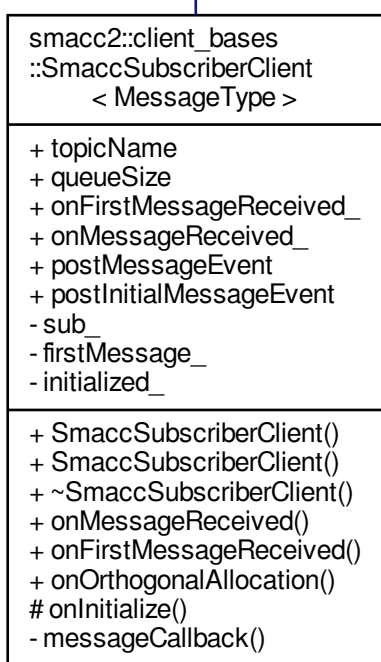 smacc2::client_bases
::SmaccSubscriberClient
< MessageType >
+ topicName
+ queueSize
+ onFirstMessageReceived_
+ onMessageReceived_
+ postMessageEvent
+ postInitialMessageEvent
- sub_
- firstMessage_
- initialized_
+ SmaccSubscriberClient()
+ SmaccSubscriberClient()
+ ~SmaccSubscriberClient()
+ onMessageReceived()
+ onFirstMessageReceived()
+ onOrthogonalAllocation()
# onInitialize()
- messageCallback()